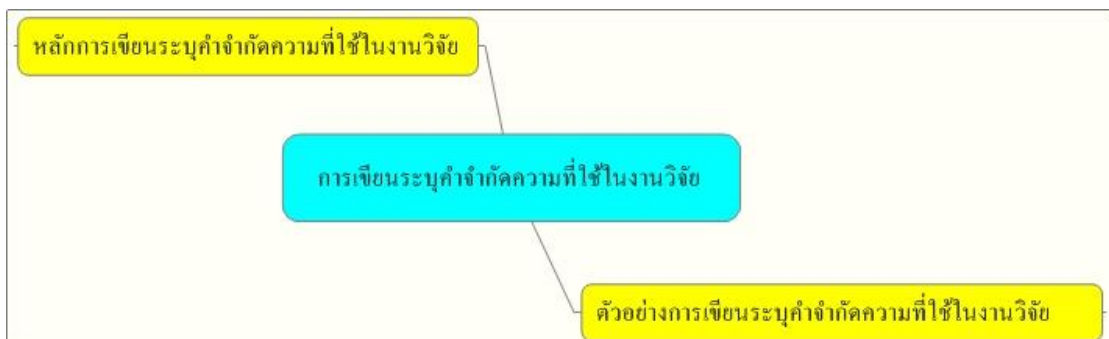 หลักการเขียนระบุคำจำกัดความที่ใช้ในงานวิจัย
การเขียนระบุคำจำกัดความที่ใช้ในงานวิจัย
ตัวอย่างการเขียนระบุคำจำกัดความที่ใช้ในงานวิจัย